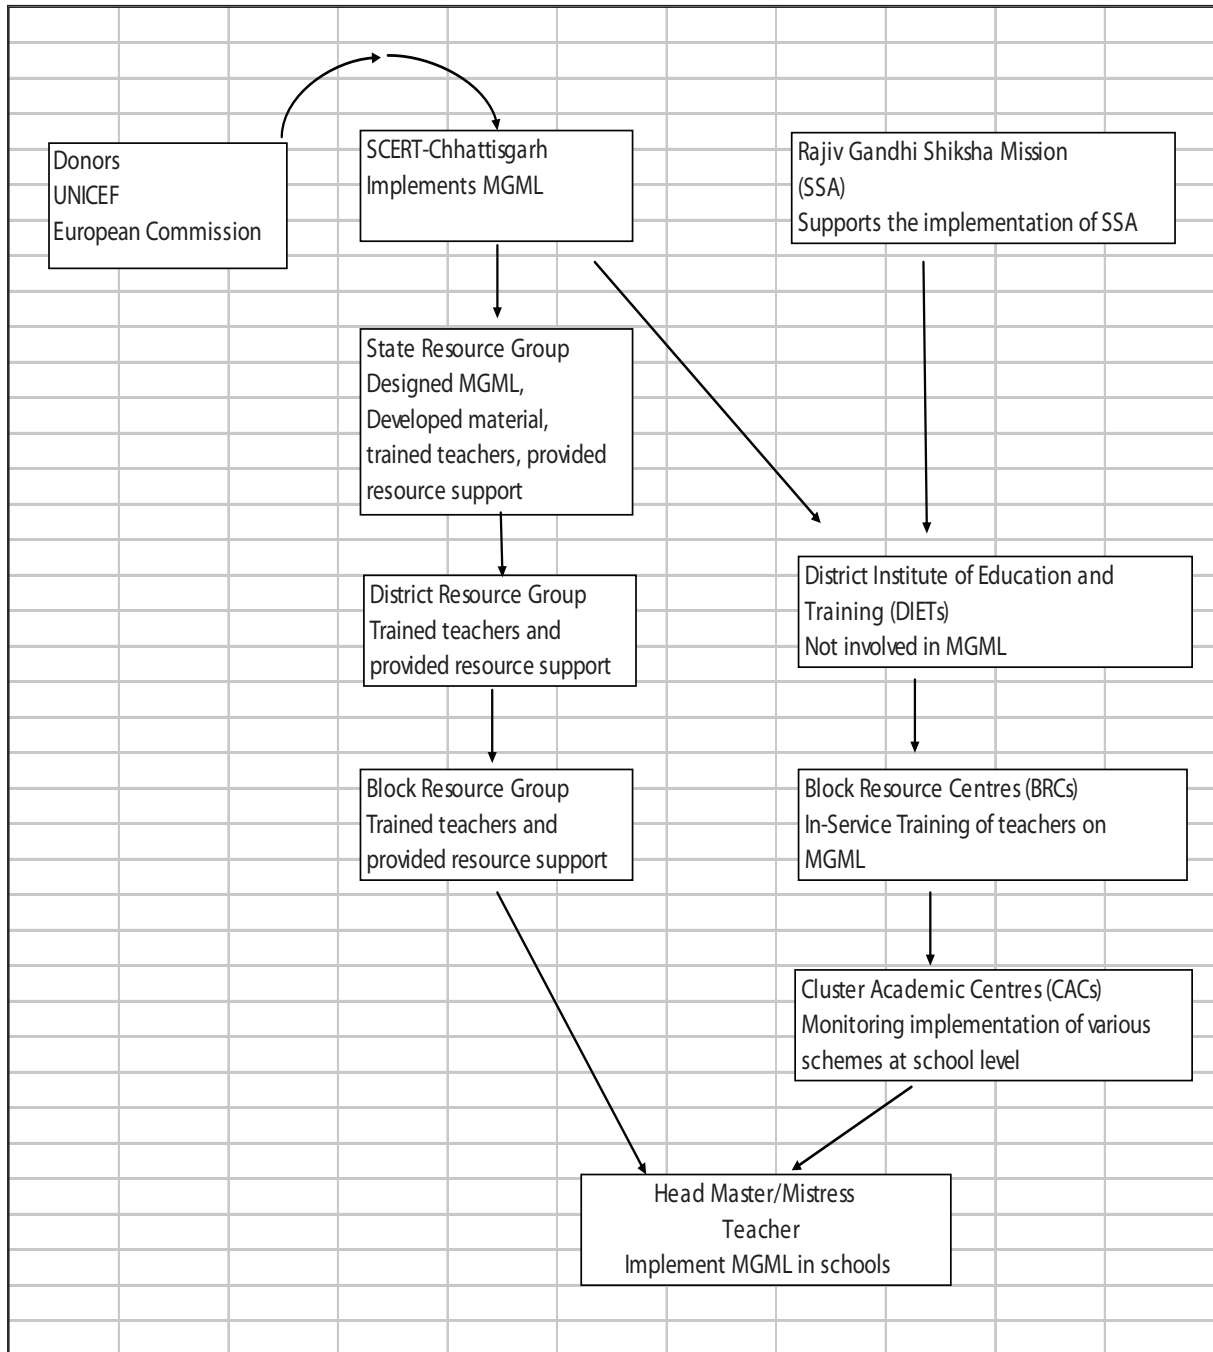 Donors
UNICEF
European Commission
SCERT-Chhattisgarh
Implements MGML
Rajiv Gandhi Shiksha Mission
(SSA)
Supports the implementation of SSA
State Resource Group
Designed MGML,
Developed material,
trained teachers, provided
resource support
District Resource Group
Trained teachers and
provided resource support
District Institute of Education and
Training (DIETs)
Not involved in MGML
Block Resource Group
Trained teachers and
provided resource support
Block Resource Centres (BRCs)
In-Service Training of teachers on
MGML
Cluster Academic Centres (CACs)
Monitoring implementation of various
schemes at school level
Head Master/Mistress
Teacher
Implement MGML in schools